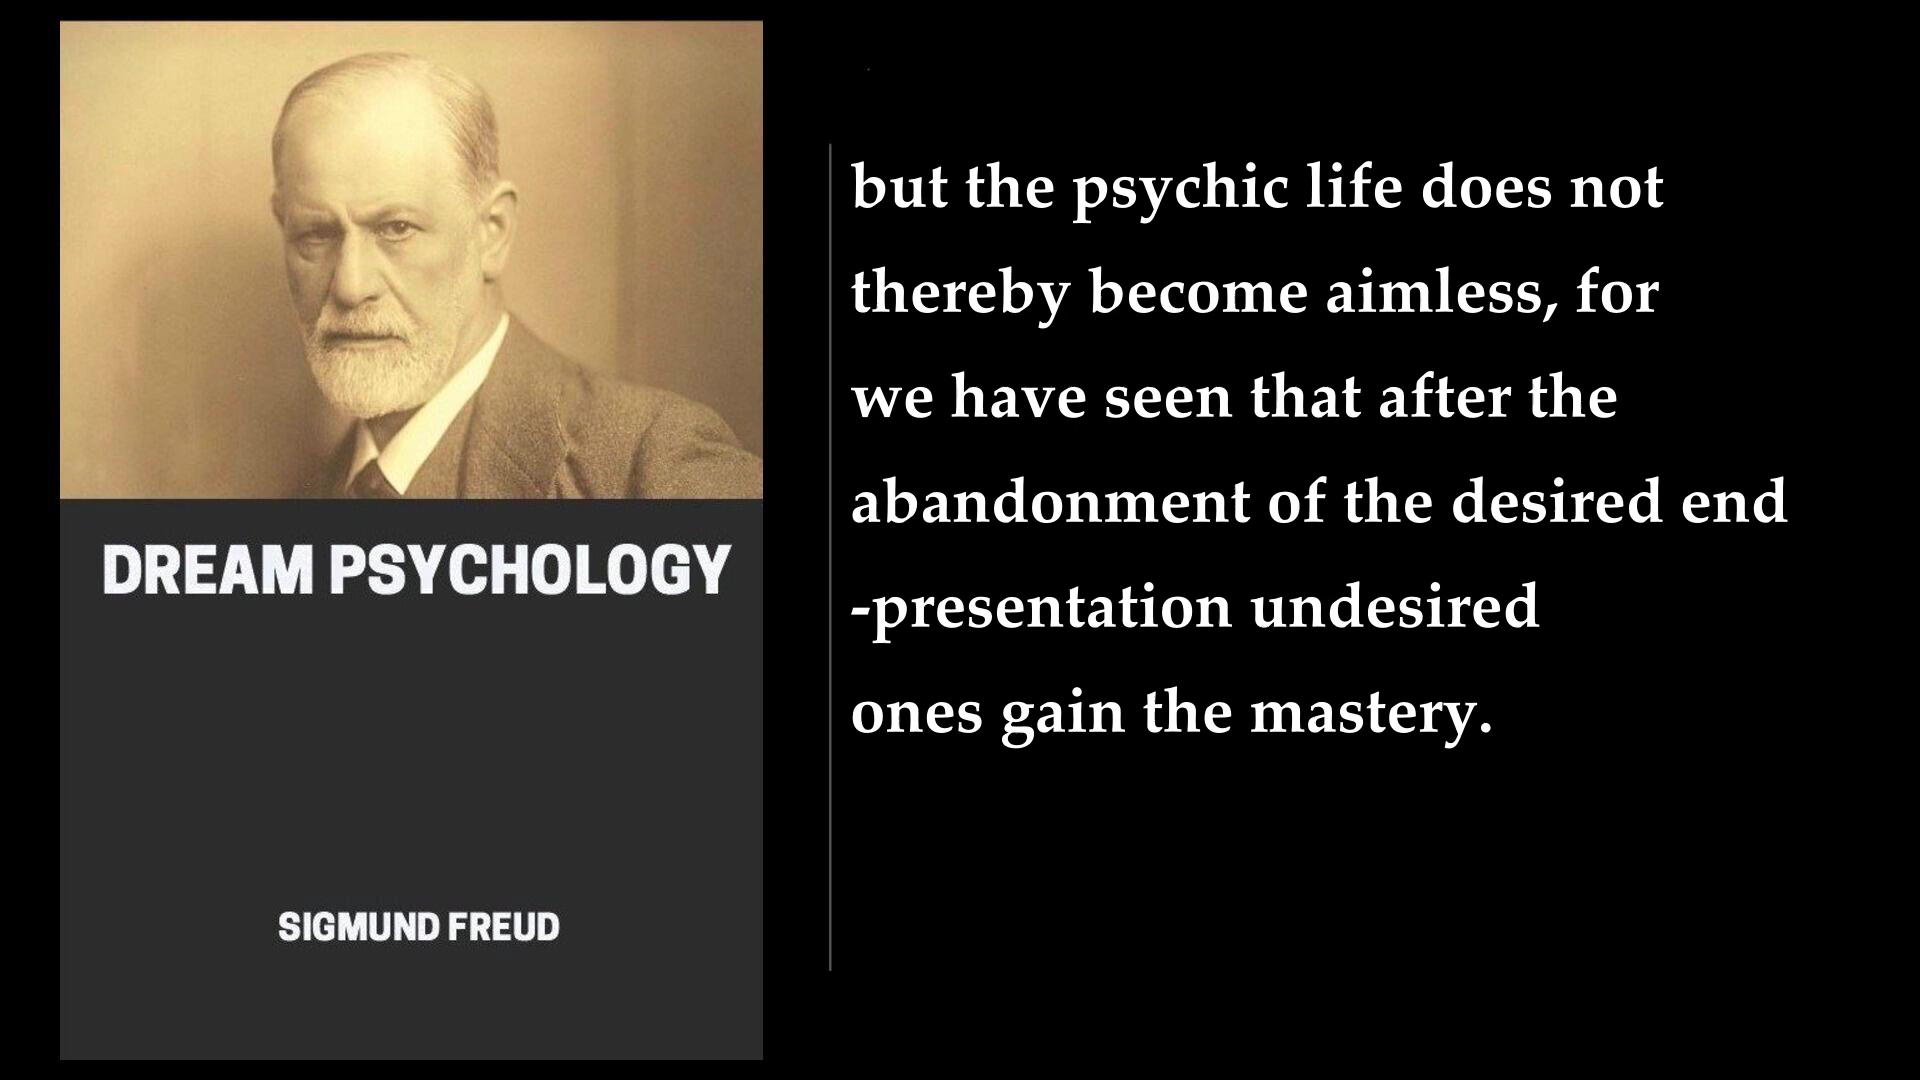 DREAM PSYCHOLOGY
SIGMUND FREUD
but the psychic life does not
thereby become aimless, for
we have seen that after the
abandonment of the desired end
-presentation undesired
ones gain the mastery.